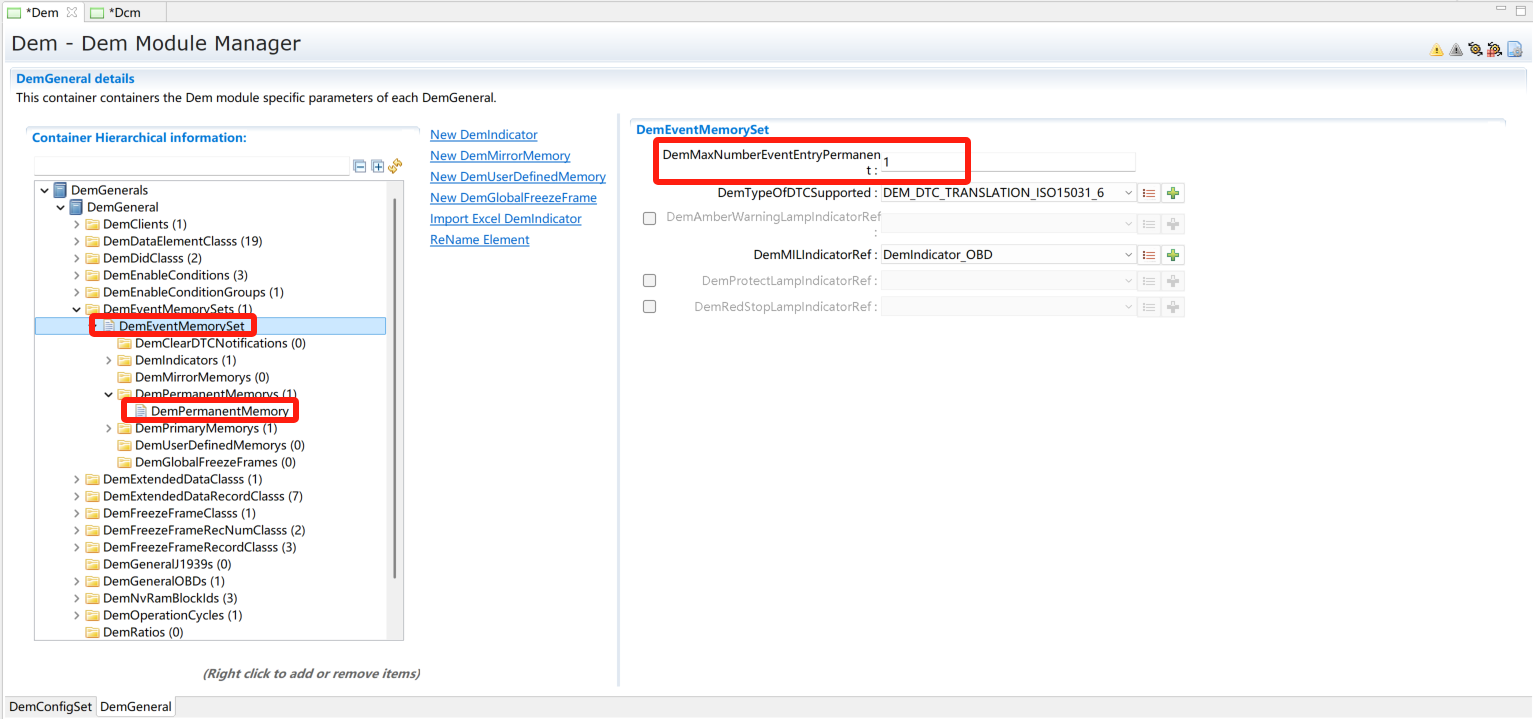 *Dem
*Dcm
Dem - Dem Module Manager
DemGeneral details
This container containers the Dem module specific parameters of each DemGeneral.
Container Hierarchical information:
DemGenerals
DemGeneral
DemClients (1)
DemDataElementClasss (19)
DemDidClasss (2)
DemEnableConditions (3)
DemEnableConditionGroups (1)
DemEventMemorySets (1)
DemEventMemorySet
DemClearDTCNotifications (0)
DemIndicators (1)
DemMirrorMemorys (0)
DemPermanentMemorys (1)
DemPermanentMemory
DemPrimaryMemorys (1)
DemUserDefinedMemorys (0)
DemGlobalFreezeFrames (0)
DemExtendedDataClasss (1)
DemExtendedDataRecordClasss (7)
DemFreezeFrameClasss (1)
DemFreezeFrameRecNumClasss (2)
DemFreezeFrameRecordClasss (3)
DemGeneralJ1939s (0)
DemGeneralOBDs (1)
DemNvRamBlockIds (3)
DemOperationCycles (1)
DemRatios (0)
(Right click to add or remove items)
New DemIndicator
New DemMirrorMemory
New DemUserDefinedMemory
New DemGlobalFreezeFrame
Import Excel DemIndicator
ReName Element
DemEventMemorySet
DemMaxNumberEventEntryPermanen
t : 1
DemTypeOfDTCSupported : DEM_DTC_TRANSLATION_ISO15031_6
DemAmberWarningLampIndicatorRef
:
DemMILIndicatorRef : DemIndicator_OBD
DemProtectLampIndicatorRef :
DemRedStopLampIndicatorRef :
DemConfigSet
DemGeneral